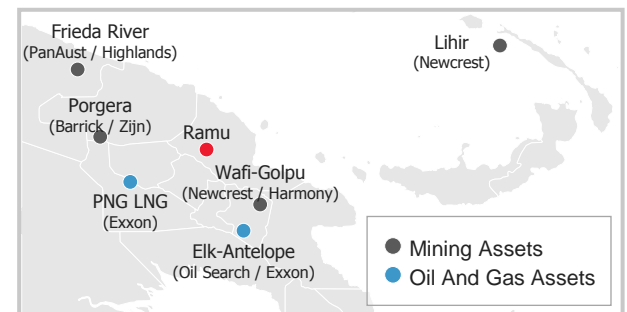 Frieda River
(PanAust / Highlands)
Lihir
(Newcrest)
Porgera
(Barrick / Zijn)
Ramu
Wafi-Golpu
(Newcrest / Harmony)
PNG LNG
(Exxon)
Elk-Antelope
(Oil Search / Exxon)
Mining Assets
Oil And Gas Assets